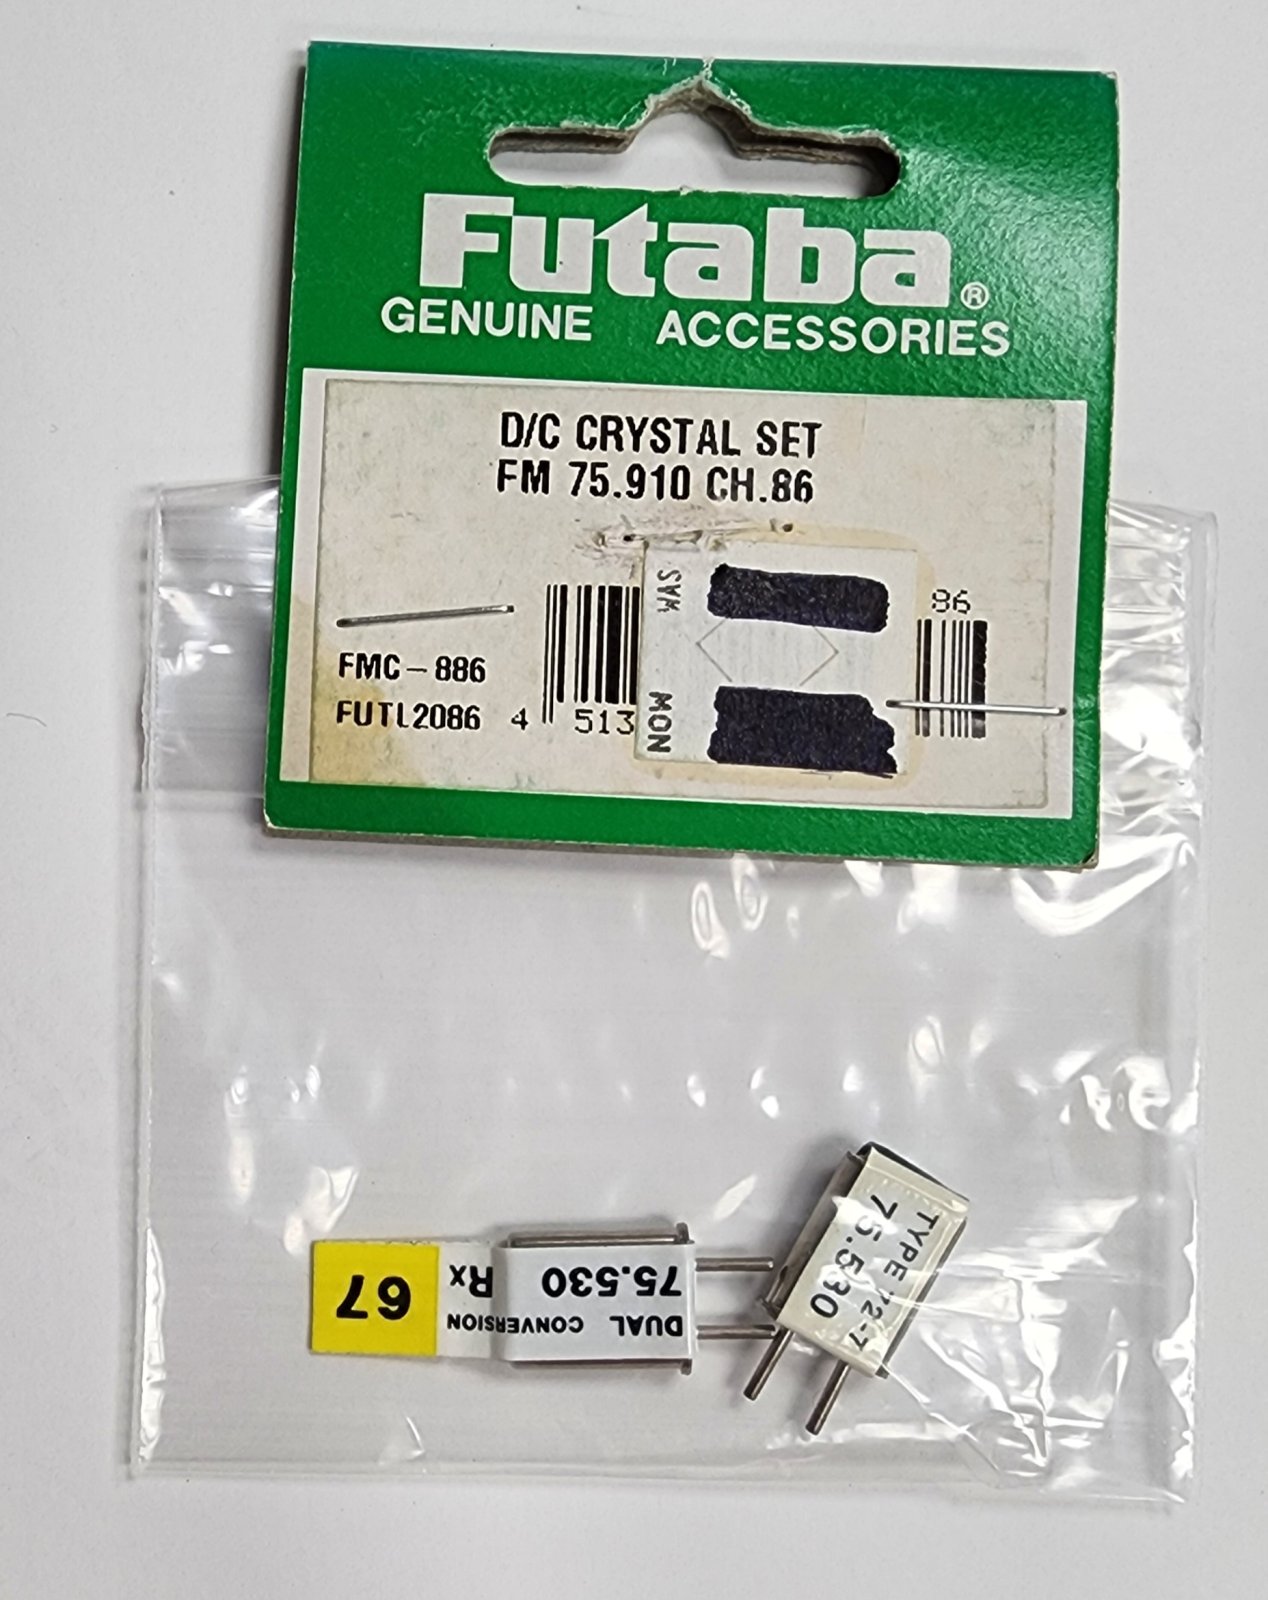 Futaba®
GENUINE ACCESSORIES
D/C CRYSTAL SET
FM 75.910 CH.86
SYM
86
FMC-886
FUTL2086
4 513
MON
67
Rx
DUAL CONVERSION
75.530
TYPE 72-7
75.530